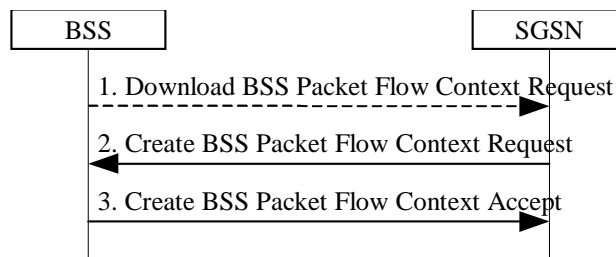 BSS
SGSN
1. Download BSS Packet Flow Context Request
2. Create BSS Packet Flow Context Request
3. Create BSS Packet Flow Context Accept